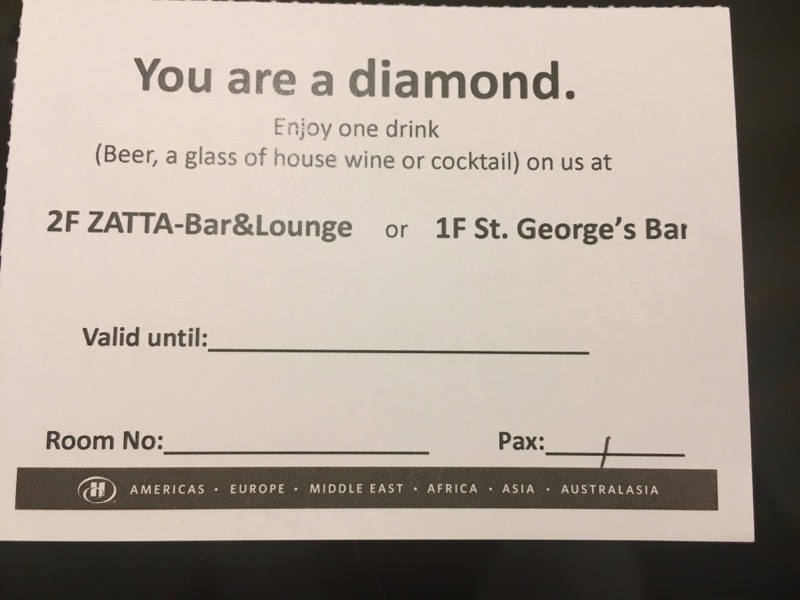 You are a diamond.
Enjoy one drink
(Beer, a glass of house wine or cocktail) on us at
2F ZATTA-Bar&Lounge or 1F St. George's Bar
Valid until:
Room No: Pax: /
H AMERICAS · EUROPE · MIDDLE EAST · AFRICA · ASIA · AUSTRALASIA